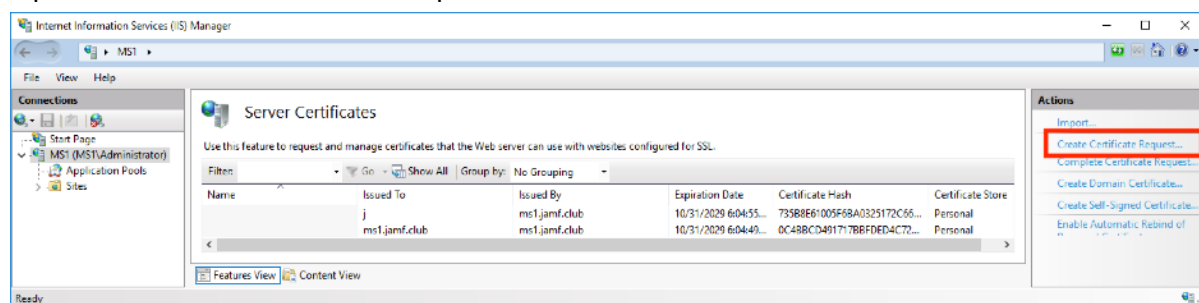 Internet Information Services (IIS) Manager
MS1
File View Help
Connections
Start Page
MS1 (MS1\Administrator)
Application Pools
Sites
Server Certificates
Use this feature to request and manage certificates that the Web server can use with websites configured for SSL.
Filter: Go Show All Group by: No Grouping
Name Issued To Issued By Expiration Date Certificate Hash Certificate Store
j ms1.jamf.club 10/31/2029 6:04:55... 735B8E61005F6BA0325172C66... Personal
ms1.jamf.club ms1.jamf.club 10/31/2029 6:04:49... 0C4BBCD491717BBFDED4C72... Personal
Features View Content View
Actions
Import...
Create Certificate Request...
Complete Certificate Request...
Create Domain Certificate...
Create Self-Signed Certificate...
Enable Automatic Rebind of
Ready